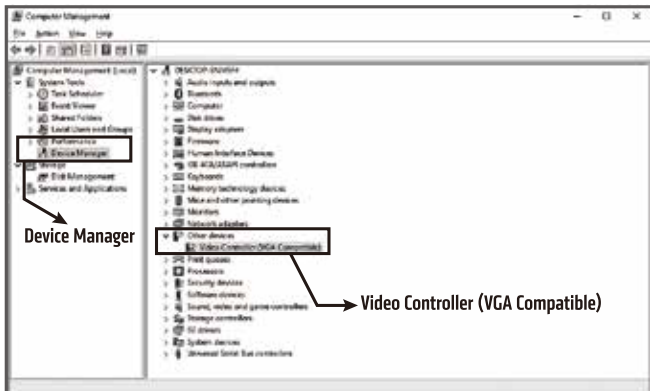 Computer Management
File Action View Help
Computer Management (Local)
System Tools
Task Scheduler
Event Viewer
Shared Folders
Local Users and Groups
Performance
Device Manager
Storage
Disk Management
Services and Applications
Audio inputs and outputs
Bluetooth
Computer
Disk drives
Display adapters
Firmware
Human Interface Devices
IDE ATA/ATAPI controllers
Keyboards
Memory technology devices
Mice and other pointing devices
Monitors
Network adapters
Other devices
Video Controller (VGA Compatible)
Print queues
Processors
Security devices
Software devices
Sound, video and game controllers
Storage controllers
System devices
Universal Serial Bus controllers
Device Manager
Video Controller (VGA Compatible)